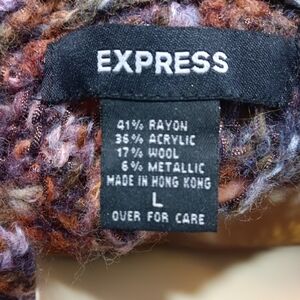 EXPRESS
41% RAYON
36% ACRYLIC
17% WOOL
6% METALLIC
MADE IN HONG KONG
L
OVER FOR CARE